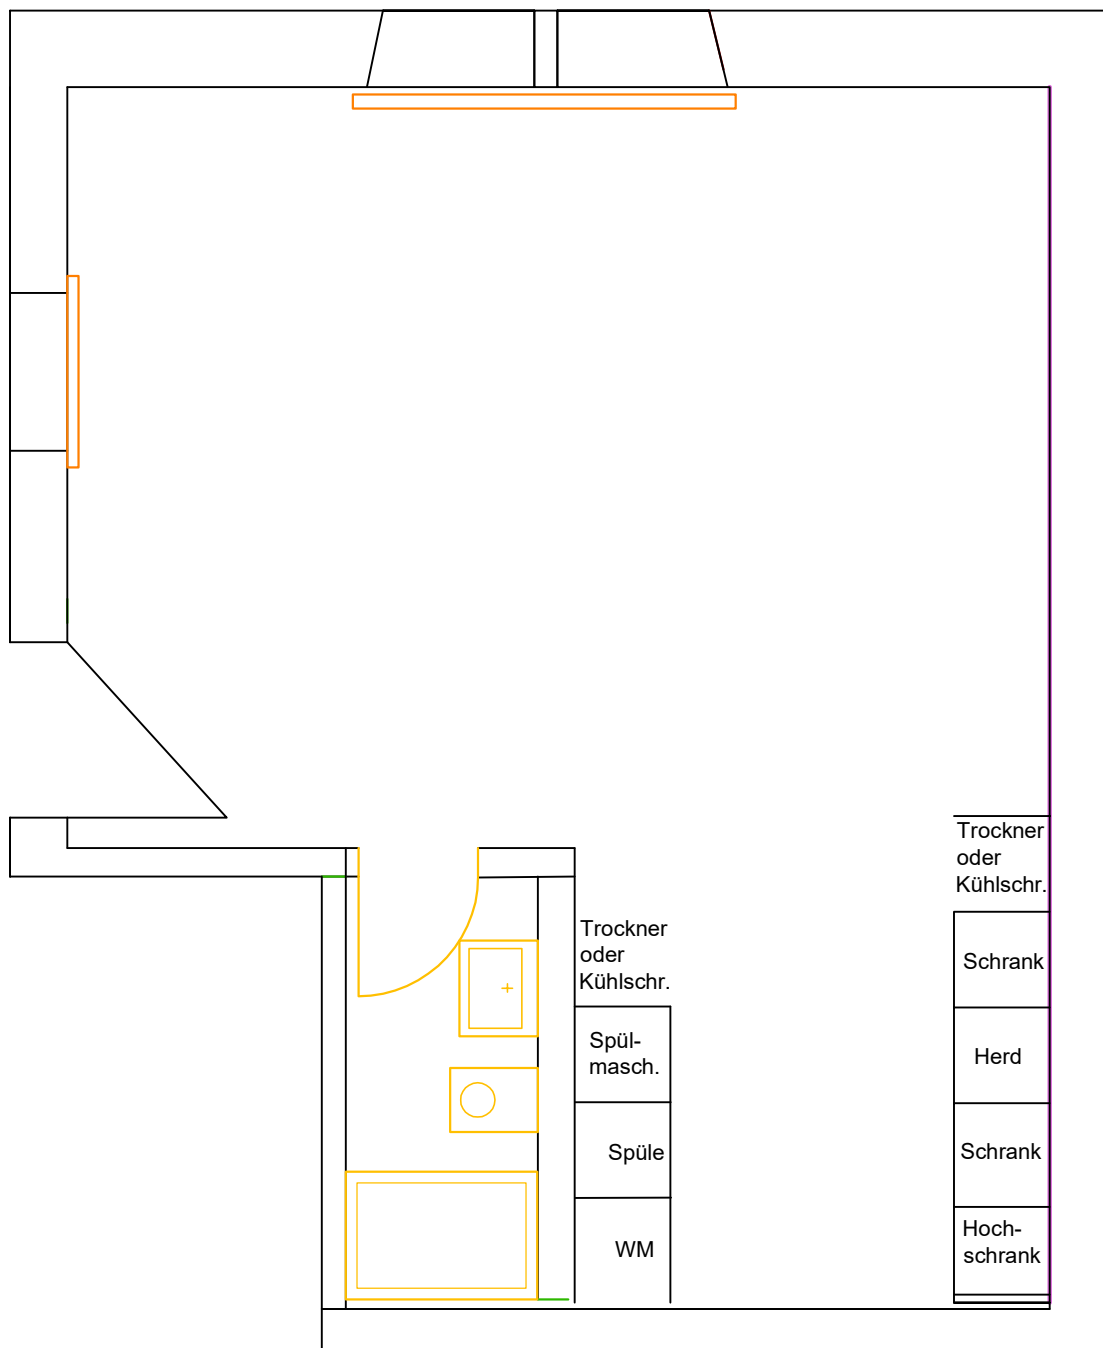 Trockner
oder
Kühlschr.
Spül-
masch.
Spüle
WM
Trockner
oder
Kühlschr.
Schrank
Herd
Schrank
Hoch-
schrank